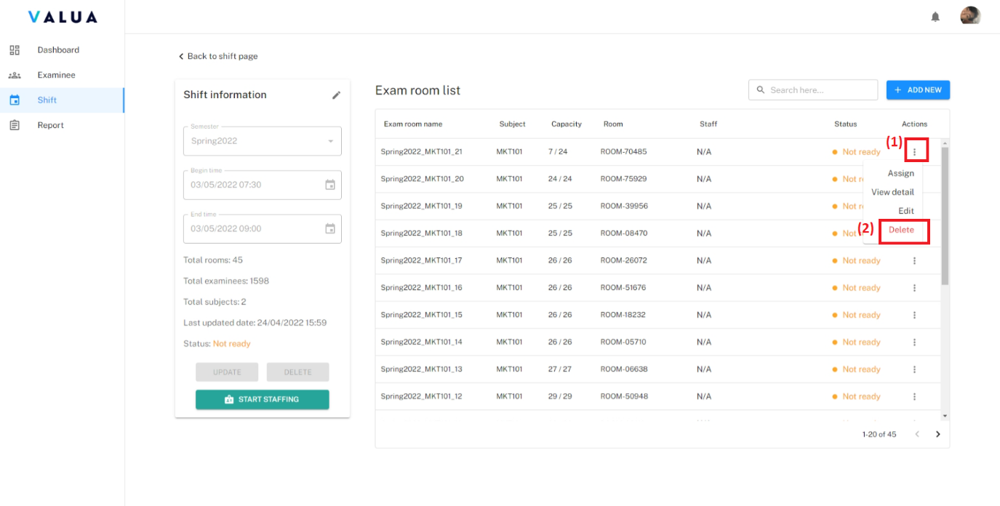 VALUA
Dashboard
Examinee
Shift
Report
Back to shift page
Shift information
Semester
Spring2022
Begin time
03/05/2022 07:30
End time
03/05/2022 09:00
Total rooms: 45
Total examinees: 1598
Total subjects: 2
Last updated date: 24/04/2022 15:59
Status: Not ready
UPDATE DELETE
START STAFFING
Exam room list
Search here...
+ ADD NEW
Exam room name Subject Capacity Room Staff Status Actions
Spring2022_MKT101_21 MKT101 7 / 24 ROOM-70485 N/A Not ready (1)
Spring2022_MKT101_20 MKT101 24 / 24 ROOM-75929 N/A Not r
Spring2022_MKT101_19 MKT101 25 / 25 ROOM-39956 N/A Not r
Spring2022_MKT101_18 MKT101 25 / 25 ROOM-08470 N/A Not
Assign
View detail
Edit
(2) Delete
Spring2022_MKT101_17 MKT101 26 / 26 ROOM-26072 N/A Not ready
Spring2022_MKT101_16 MKT101 26 / 26 ROOM-51676 N/A Not ready
Spring2022_MKT101_15 MKT101 26 / 26 ROOM-18232 N/A Not ready
Spring2022_MKT101_14 MKT101 26 / 26 ROOM-05710 N/A Not ready
Spring2022_MKT101_13 MKT101 27 / 27 ROOM-06638 N/A Not ready
Spring2022_MKT101_12 MKT101 29 / 29 ROOM-50948 N/A Not ready
1-20 of 45